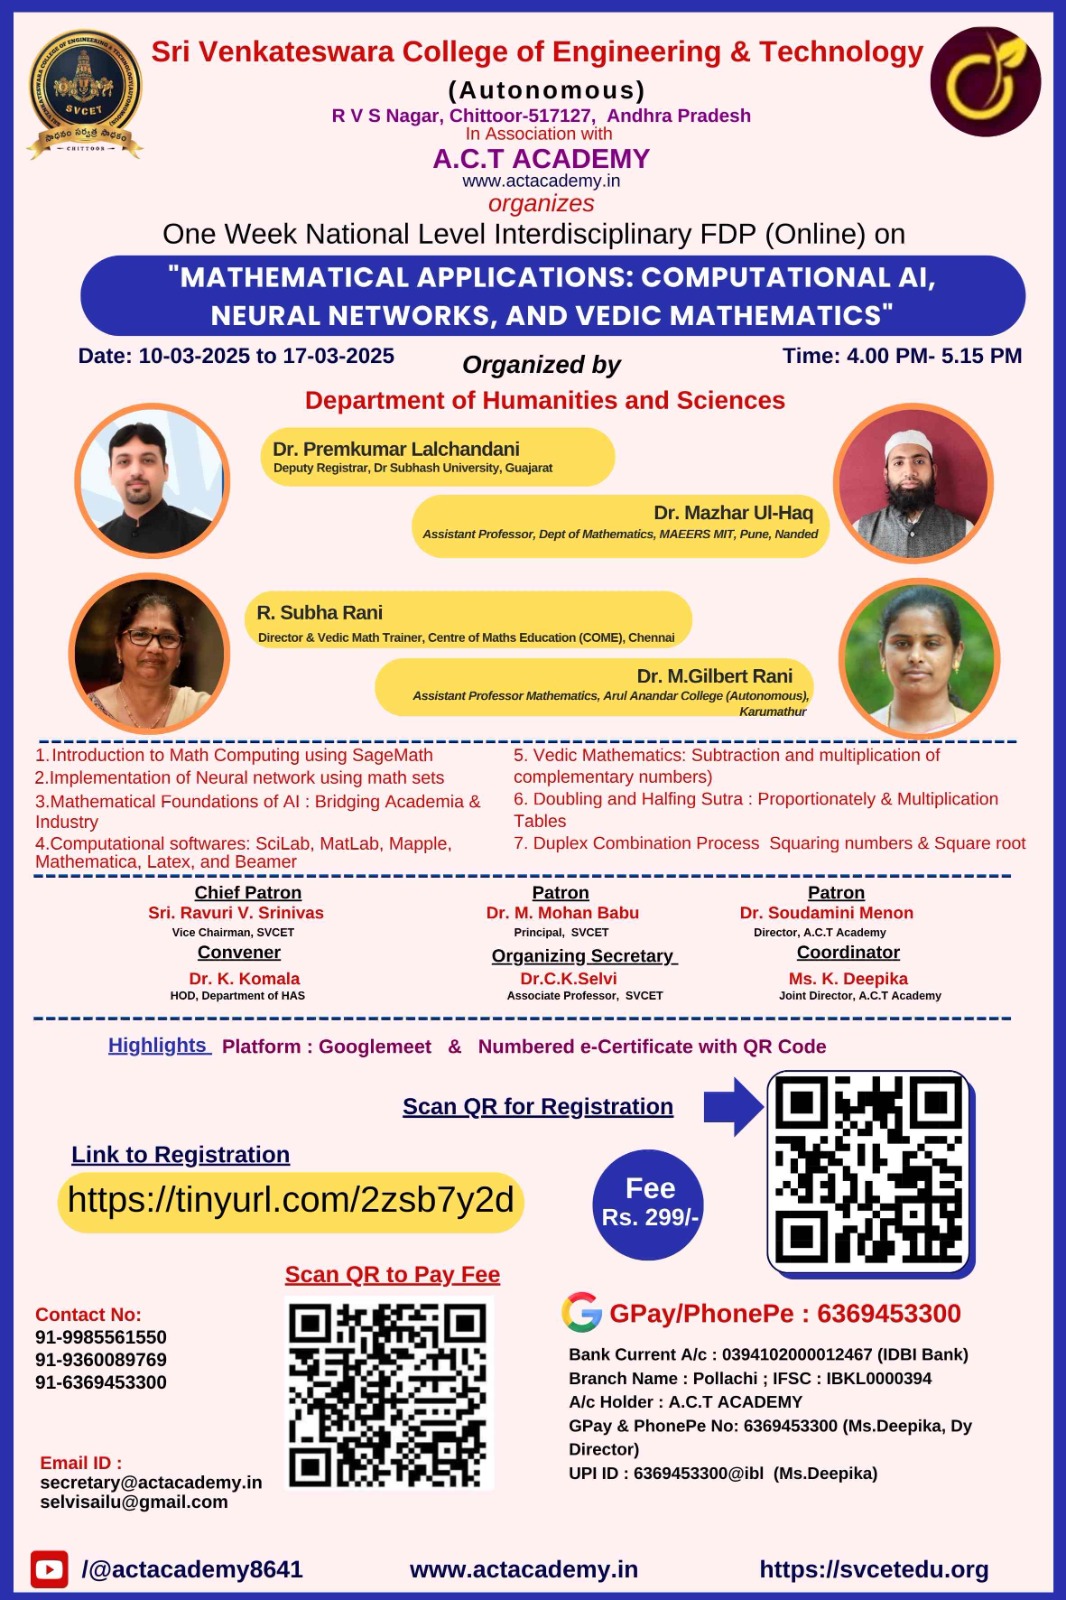 Sri Venkateswara College of Engineering & Technology
(Autonomous)
R V S Nagar, Chittoor-517127, Andhra Pradesh
In Association with
A.C.T ACADEMY
www.actacademy.in
organizes
One Week National Level Interdisciplinary FDP (Online) on
"MATHEMATICAL APPLICATIONS: COMPUTATIONAL AI,
NEURAL NETWORKS, AND VEDIC MATHEMATICS"
Date: 10-03-2025 to 17-03-2025
Organized by
Time: 4.00 PM- 5.15 PM
Department of Humanities and Sciences
SVCET
CHITTOOR
Dr. Premkumar Lalchandani
Deputy Registrar, Dr Subhash University, Guajarat
Dr. Mazhar Ul-Haq
Assistant Professor, Dept of Mathematics, MAEERS MIT, Pune, Nanded
R. Subha Rani
Director & Vedic Math Trainer, Centre of Maths Education (COME), Chennai
Dr. M.Gilbert Rani
Assistant Professor Mathematics, Arul Anandar College (Autonomous),
Karumathur
1.Introduction to Math Computing using SageMath
2.Implementation of Neural network using math sets
3.Mathematical Foundations of AI : Bridging Academia &
Industry
4.Computational softwares: SciLab, MatLab, Mapple,
Mathematica, Latex, and Beamer
5. Vedic Mathematics: Subtraction and multiplication of
complementary numbers)
6. Doubling and Halfing Sutra : Proportionately & Multiplication
Tables
7. Duplex Combination Process Squaring numbers & Square root
Chief Patron
Sri. Ravuri V. Srinivas
Vice Chairman, SVCET
Patron
Dr. M. Mohan Babu
Principal, SVCET
Patron
Dr. Soudamini Menon
Director, A.C.T Academy
Convener
Dr. K. Komala
HOD, Department of HAS
Organizing Secretary
Dr.C.K.Selvi
Associate Professor, SVCET
Coordinator
Ms. K. Deepika
Joint Director, A.C.T Academy
Highlights Platform : Googlemeet & Numbered e-Certificate with QR Code
Scan QR for Registration
Link to Registration
https://tinyurl.com/2zsb7y2d
Fee
Rs. 299/-
Scan QR to Pay Fee
Contact No:
91-9985561550
91-9360089769
91-6369453300
Email ID :
secretary@actacademy.in
selvisailu@gmail.com
GPay/PhonePe : 6369453300
Bank Current A/c : 0394102000012467 (IDBI Bank)
Branch Name : Pollachi ; IFSC : IBKL0000394
A/c Holder : A.C.T ACADEMY
GPay & PhonePe No: 6369453300 (Ms.Deepika, Dy
Director)
UPI ID : 6369453300@ibl (Ms.Deepika)
/@actacademy8641
www.actacademy.in
https://svcetedu.org